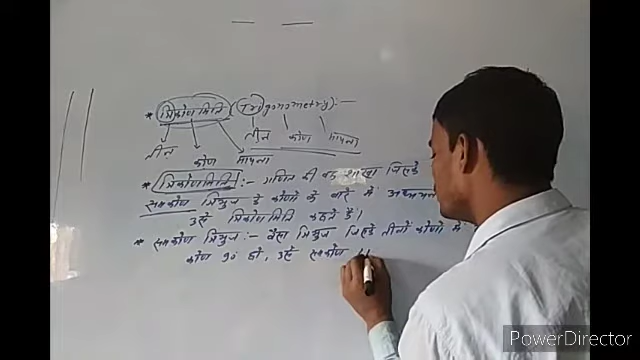 * त्रिकोणमिति (Trigonometry):-
तीन कोण मापना
तीन कोण मापना
* त्रिकोणमिति :- गणित की वह शाखा जिसके
समकोण त्रिभुज के कोणों के बारे में अध्ययन
उसे त्रिकोणमिति कहते हैं।
* समकोण त्रिभुज :- वैसा त्रिभुज जिसके तीनों कोणों में
कोण 90 हो, उसे समकोण
PowerDirector